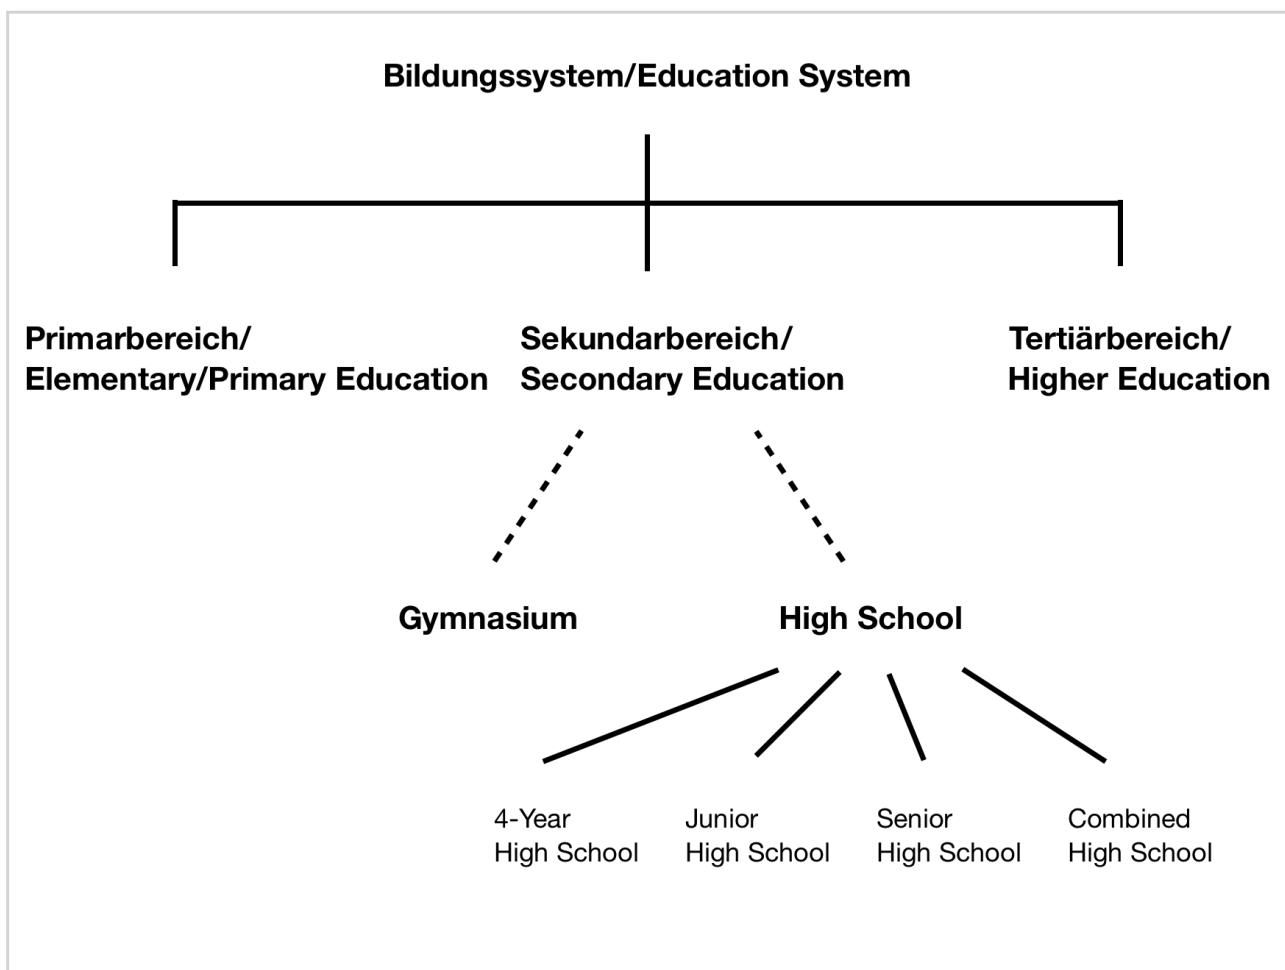 Bildungssystem/Education System
Primarbereich/
Elementary/Primary Education
Sekundarbereich/
Secondary Education
Tertiärbereich/
Higher Education
Gymnasium
High School
4-Year
High School
Junior
High School
Senior
High School
Combined
High School